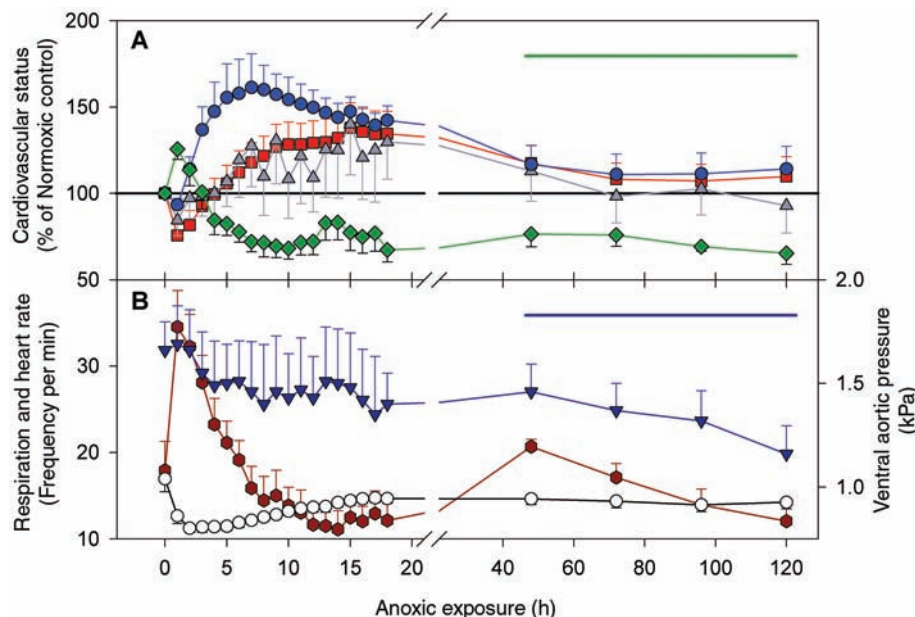 200
A
150
100
50
Cardiovascular status
(% of Normoxic control)
2.0
B
30
20
10
Respiration and heart rate
(Frequency per min)
1.5
1.0
Ventral aortic pressure
(kPa)
0 5 10 15 20 40 60 80 100 120
Anoxic exposure (h)